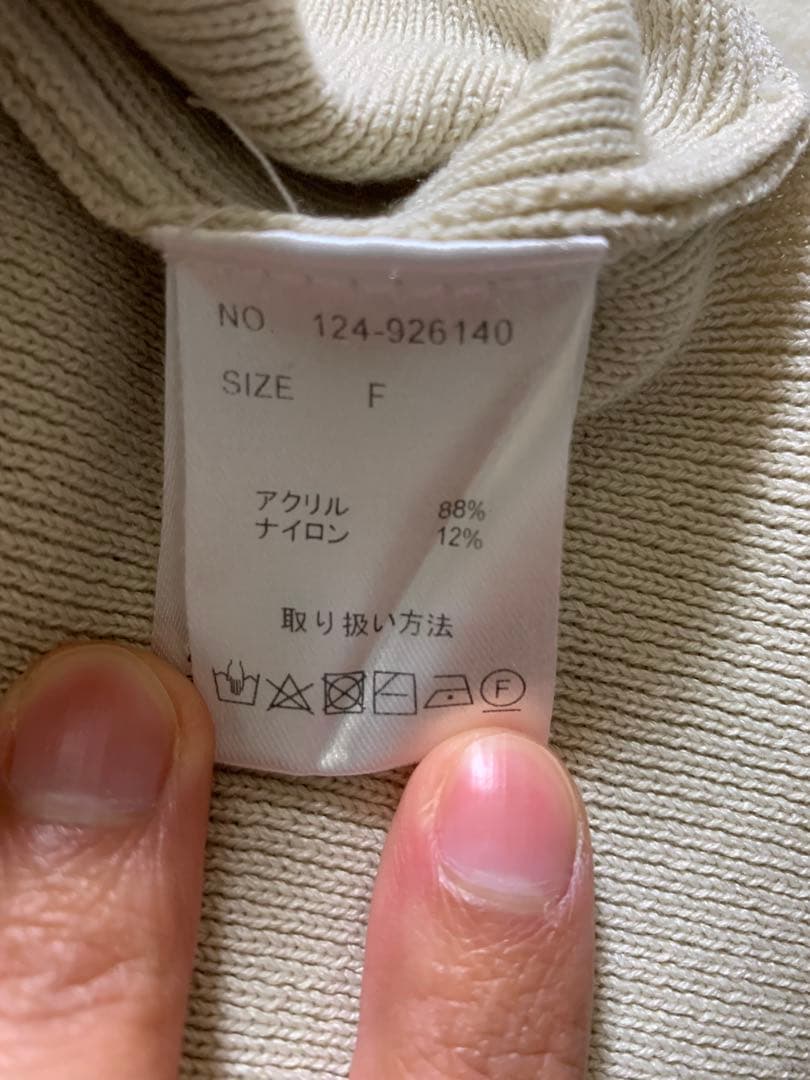 NO. 124-926140
SIZE F
アクリル 88%
ナイロン 12%
取り扱い方法
F